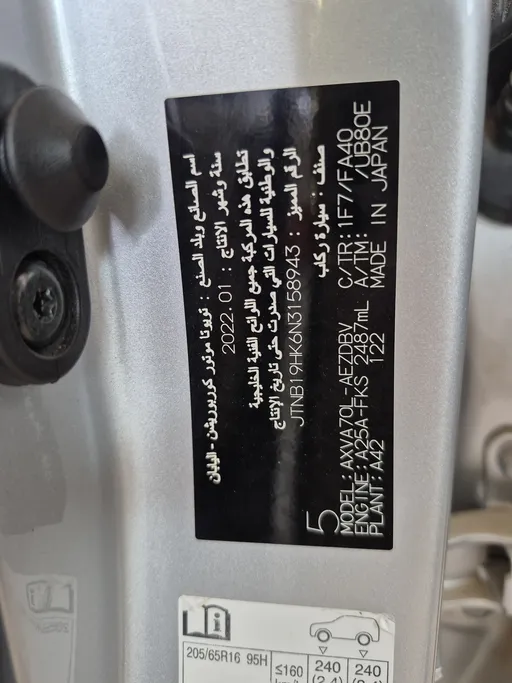 اسم الصانع وبلد الصنع : تويوتا موتور كوربوريشن - اليابان
سنة وشهر الانتاج : 2022.01
تطابق هذه المركبة جميع اللوائح الفنية الخليجية
والوطنية للسيارات التي صدرت حتى تاريخ الإنتاج
الرقم المميز : JTNB19HK6N3158943
صنف : سيارة ركاب
5
MODEL:AXVA70L-AEZDBV C/TR:1F7/FA40
ENGINE:A25A-FKS 2487mL A/TM: /UB80E
PLANT:A42 122 MADE IN JAPAN
205/65R16 95H
≤160
240
240